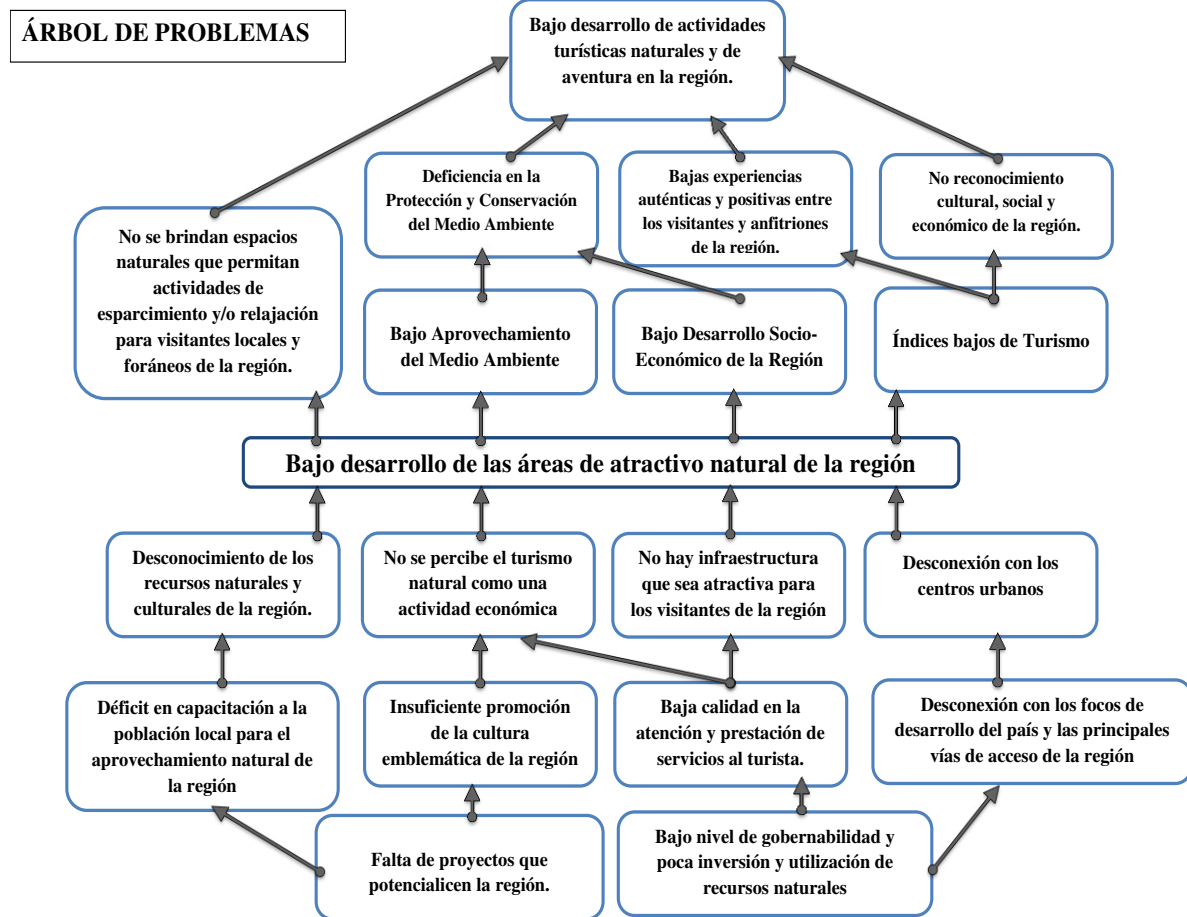 ÁRBOL DE PROBLEMAS
Bajo desarrollo de actividades
turísticas naturales y de
aventura en la región.
Deficiencia en la
Protección y Conservación
del Medio Ambiente
Bajas experiencias
auténticas y positivas entre
los visitantes y anfitriones
de la región.
No reconocimiento
cultural, social y
económico de la región.
No se brindan espacios
naturales que permitan
actividades de
esparcimiento y/o relajación
para visitantes locales y
foráneos de la región.
Bajo Aprovechamiento
del Medio Ambiente
Bajo Desarrollo Socio-
Económico de la Región
Índices bajos de Turismo
Bajo desarrollo de las áreas de atractivo natural de la región
Desconocimiento de los
recursos naturales y
culturales de la región.
No se percibe el turismo
natural como una
actividad económica
No hay infraestructura
que sea atractiva para
los visitantes de la región
Desconexión con los
centros urbanos
Déficit en capacitación a la
población local para el
aprovechamiento natural de
la región
Insuficiente promoción
de la cultura
emblemática de la región
Baja calidad en la
atención y prestación de
servicios al turista.
Desconexión con los focos de
desarrollo del país y las principales
vías de acceso de la región
Falta de proyectos que
potencialicen la región.
Bajo nivel de gobernabilidad y
poca inversión y utilización de
recursos naturales